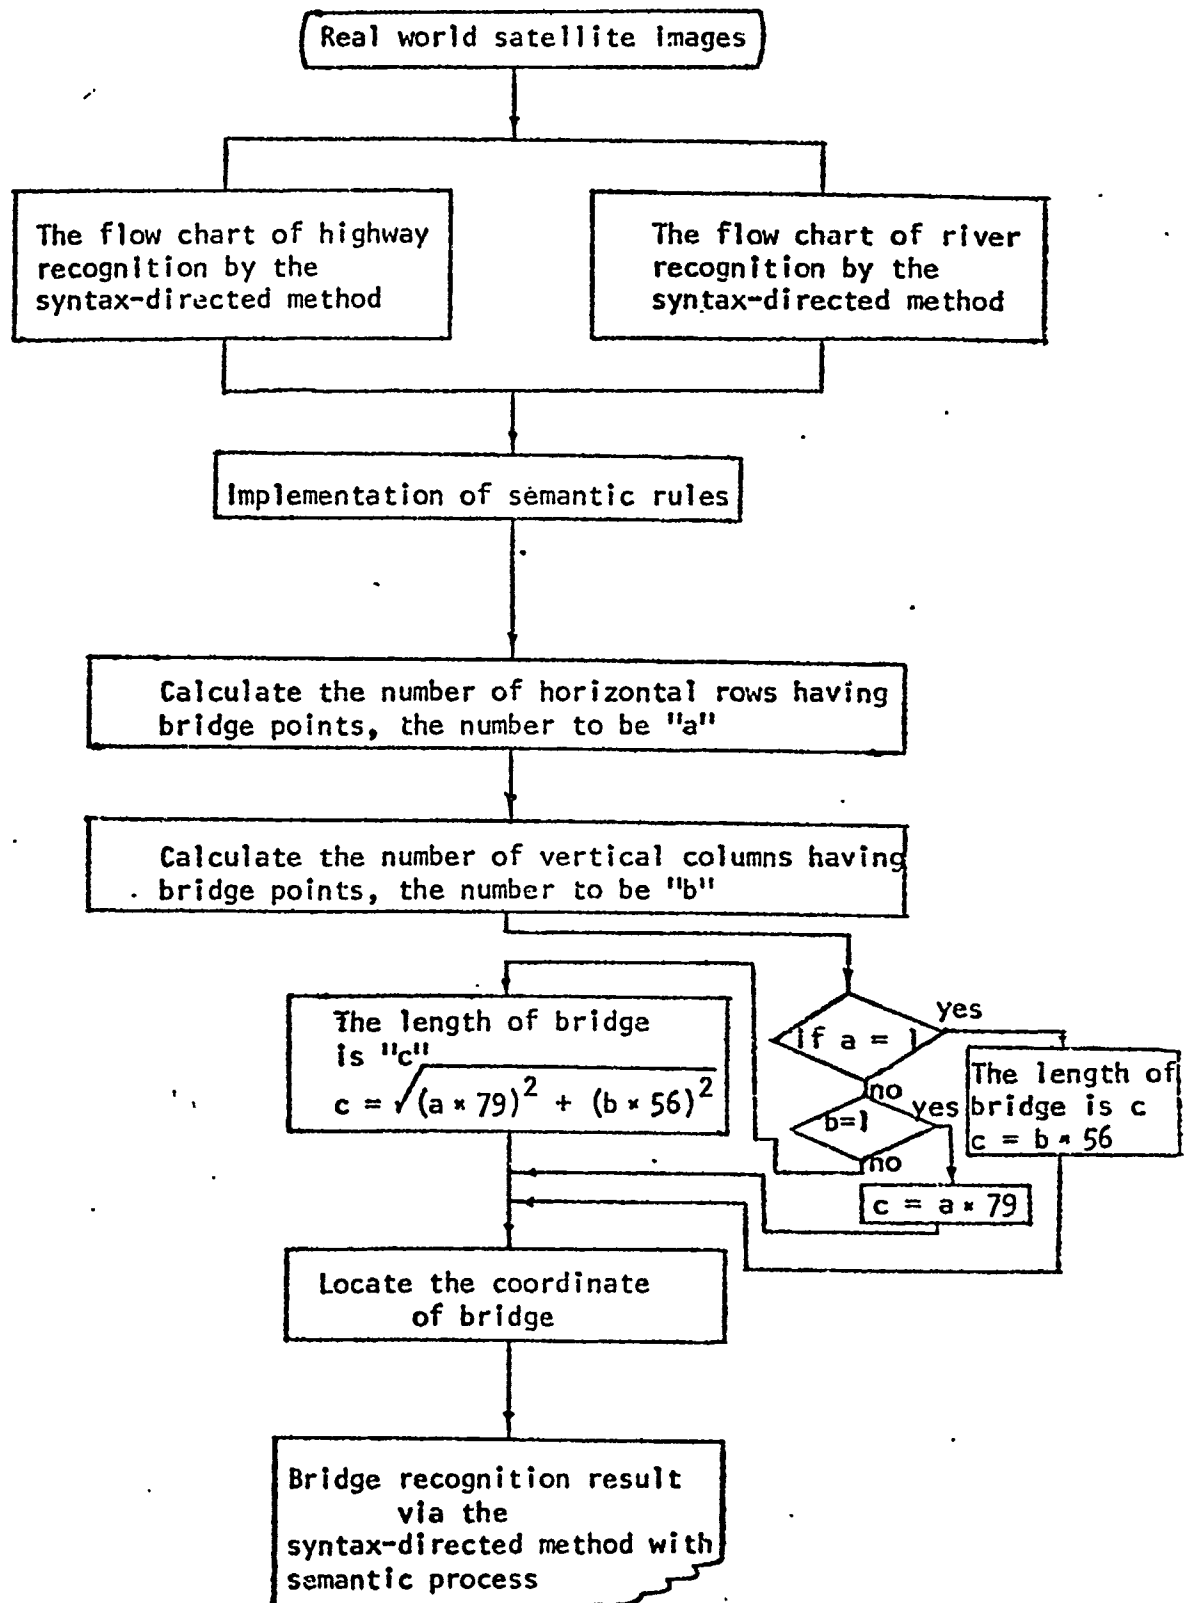 Real world satellite images
The flow chart of highway
recognition by the
syntax-directed method
The flow chart of river
recognition by the
syntax-directed method
Implementation of semantic rules
Calculate the number of horizontal rows having
bridge points, the number to be "a"
Calculate the number of vertical columns having
bridge points, the number to be "b"
The length of bridge
is "c"
c = √(a × 79)² + (b × 56)²
if a = 1
yes
no
The length of
bridge is c
c = b × 56
b=1
yes
no
c = a × 79
Locate the coordinate
of bridge
Bridge recognition result
via the
syntax-directed method with
semantic process